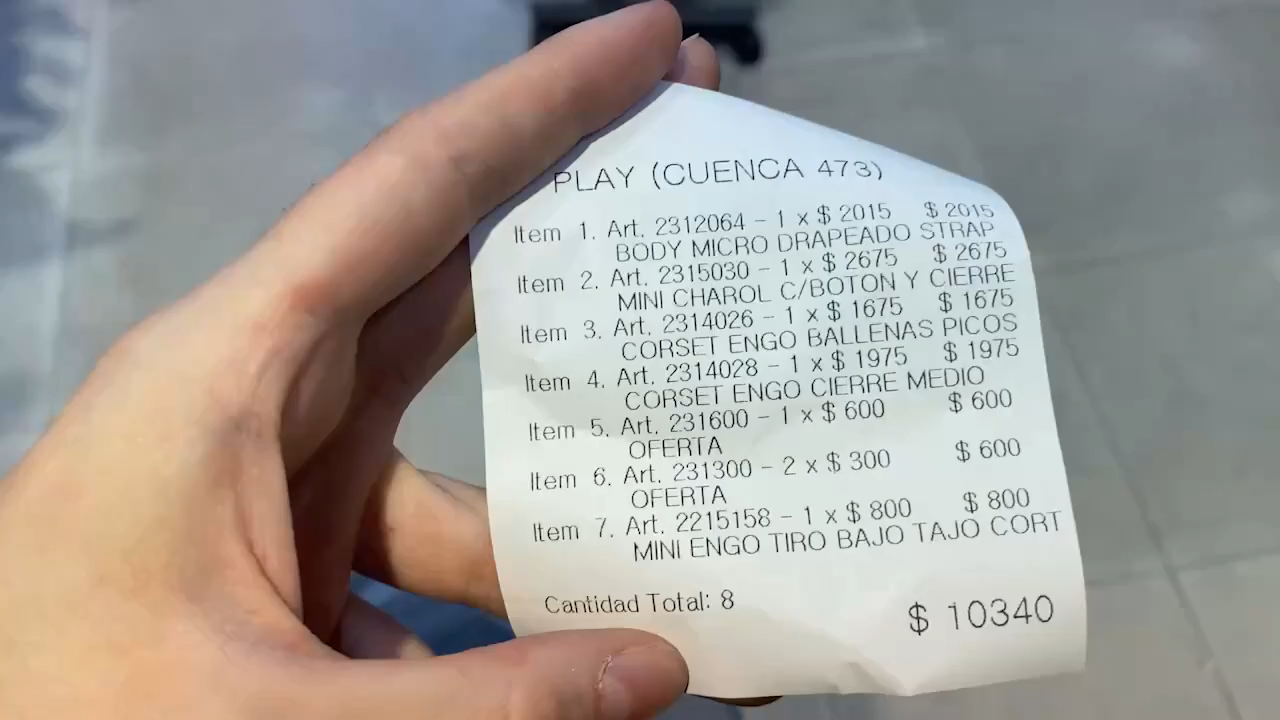 PLAY (CUENCA 473)
Item 1. Art. 2312064 - 1 x $ 2015 $ 2015
BODY MICRO DRAPEADO STRAP
Item 2. Art. 2315030 - 1 x $ 2675 $ 2675
MINI CHAROL C/BOTON Y CIERRE
Item 3. Art. 2314026 - 1 x $ 1675 $ 1675
CORSET ENGO BALLENAS PICOS
Item 4. Art. 2314028 - 1 x $ 1975 $ 1975
CORSET ENGO CIERRE MEDIO
Item 5. Art. 231600 - 1 x $ 600 $ 600
OFERTA
Item 6. Art. 231300 - 2 x $ 300 $ 600
OFERTA
Item 7. Art. 2215158 - 1 x $ 800 $ 800
MINI ENGO TIRO BAJO TAJO CORT
Cantidad Total: 8 $ 10340